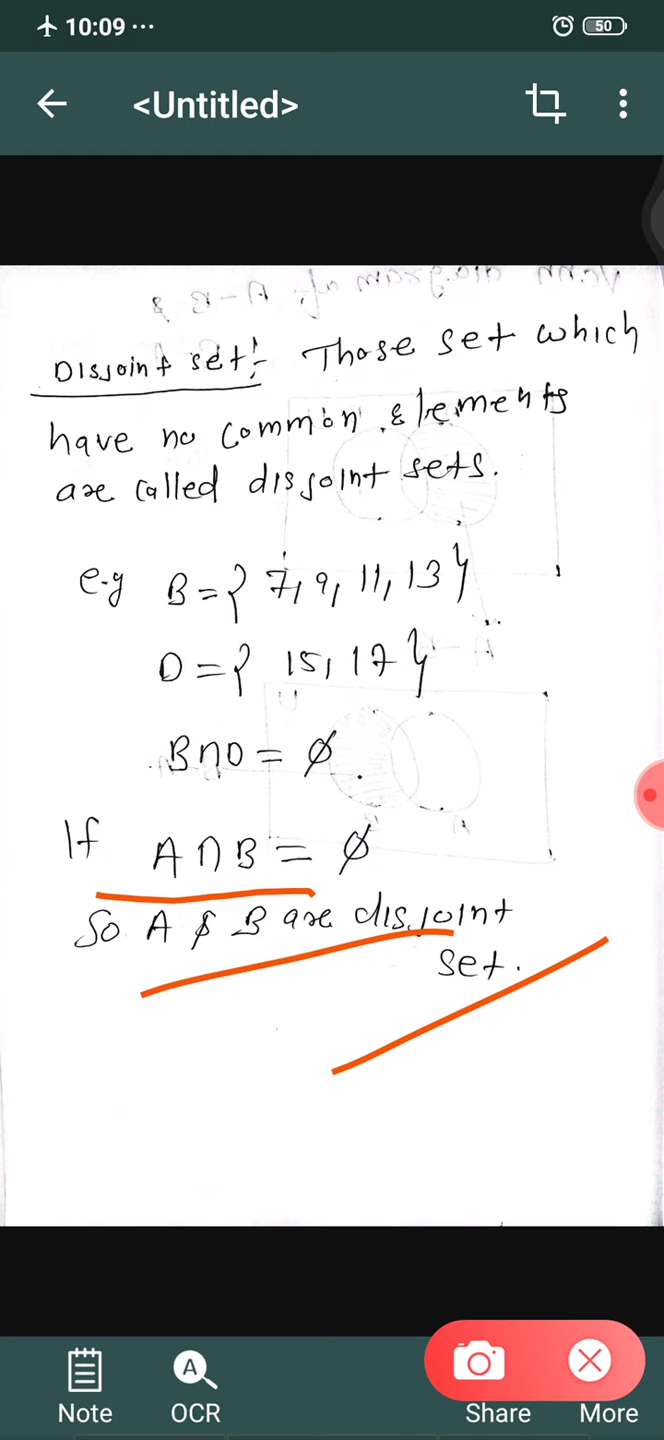 10:09 ...
50
<Untitled>
Disjoint set:- Those set which
have no common elements
are called disjoint sets.
e.g B = { 7, 9, 11, 13 }
D = { 15, 17 }
B∩D = ∅.
If A ∩ B = ∅
So A & B are disjoint
set.
Note
OCR
Share
More